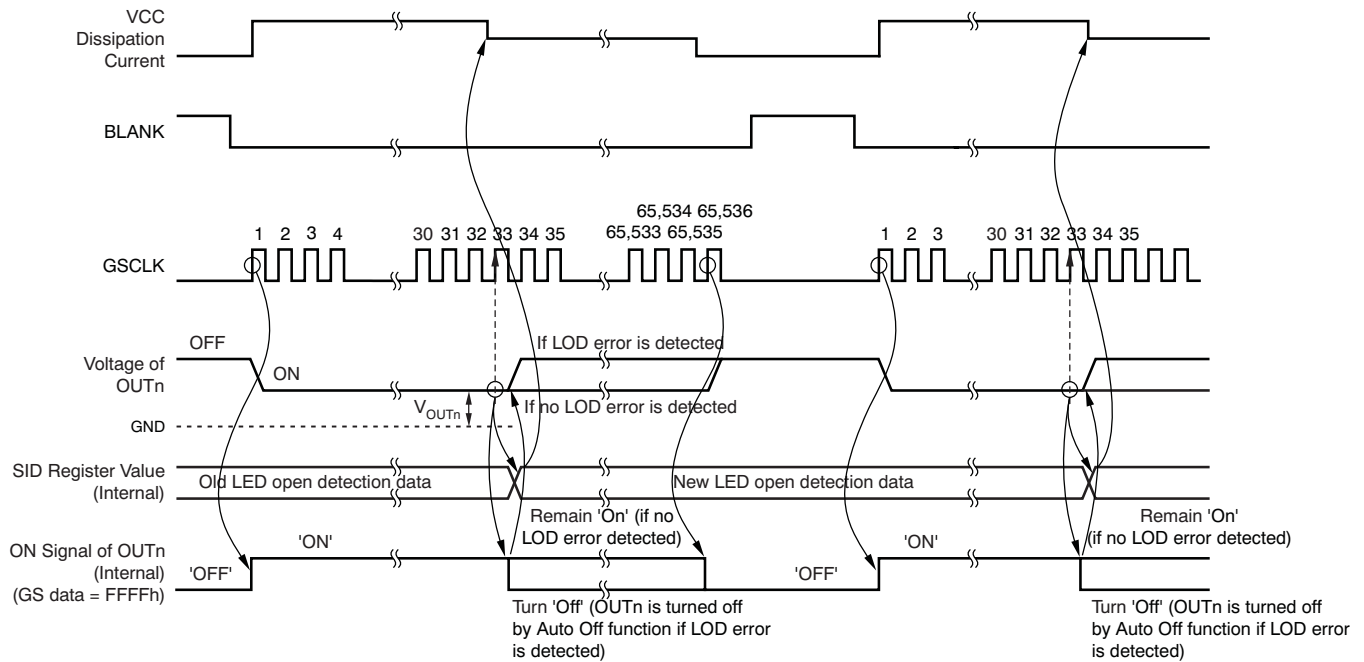 VCC
Dissipation
Current
BLANK
65,534 65,536
1 2 3 4 30 31 32 33 34 35 65,533 65,535 1 2 3 30 31 32 33 34 35
GSCLK
OFF
If LOD error is detected
Voltage of
OUTn
ON
VOUTn
If no LOD error is detected
GND
SID Register Value
(Internal)
Old LED open detection data
New LED open detection data
Remain 'On' (if no
LOD error detected)
Remain 'On'
(if no LOD error detected)
ON Signal of OUTn
(Internal)
(GS data = FFFFh)
'OFF'
'ON'
'OFF'
'ON'
Turn 'Off' (OUTn is turned off
by Auto Off function if LOD error
is detected)
Turn 'Off' (OUTn is turned off
by Auto Off function if LOD error
is detected)